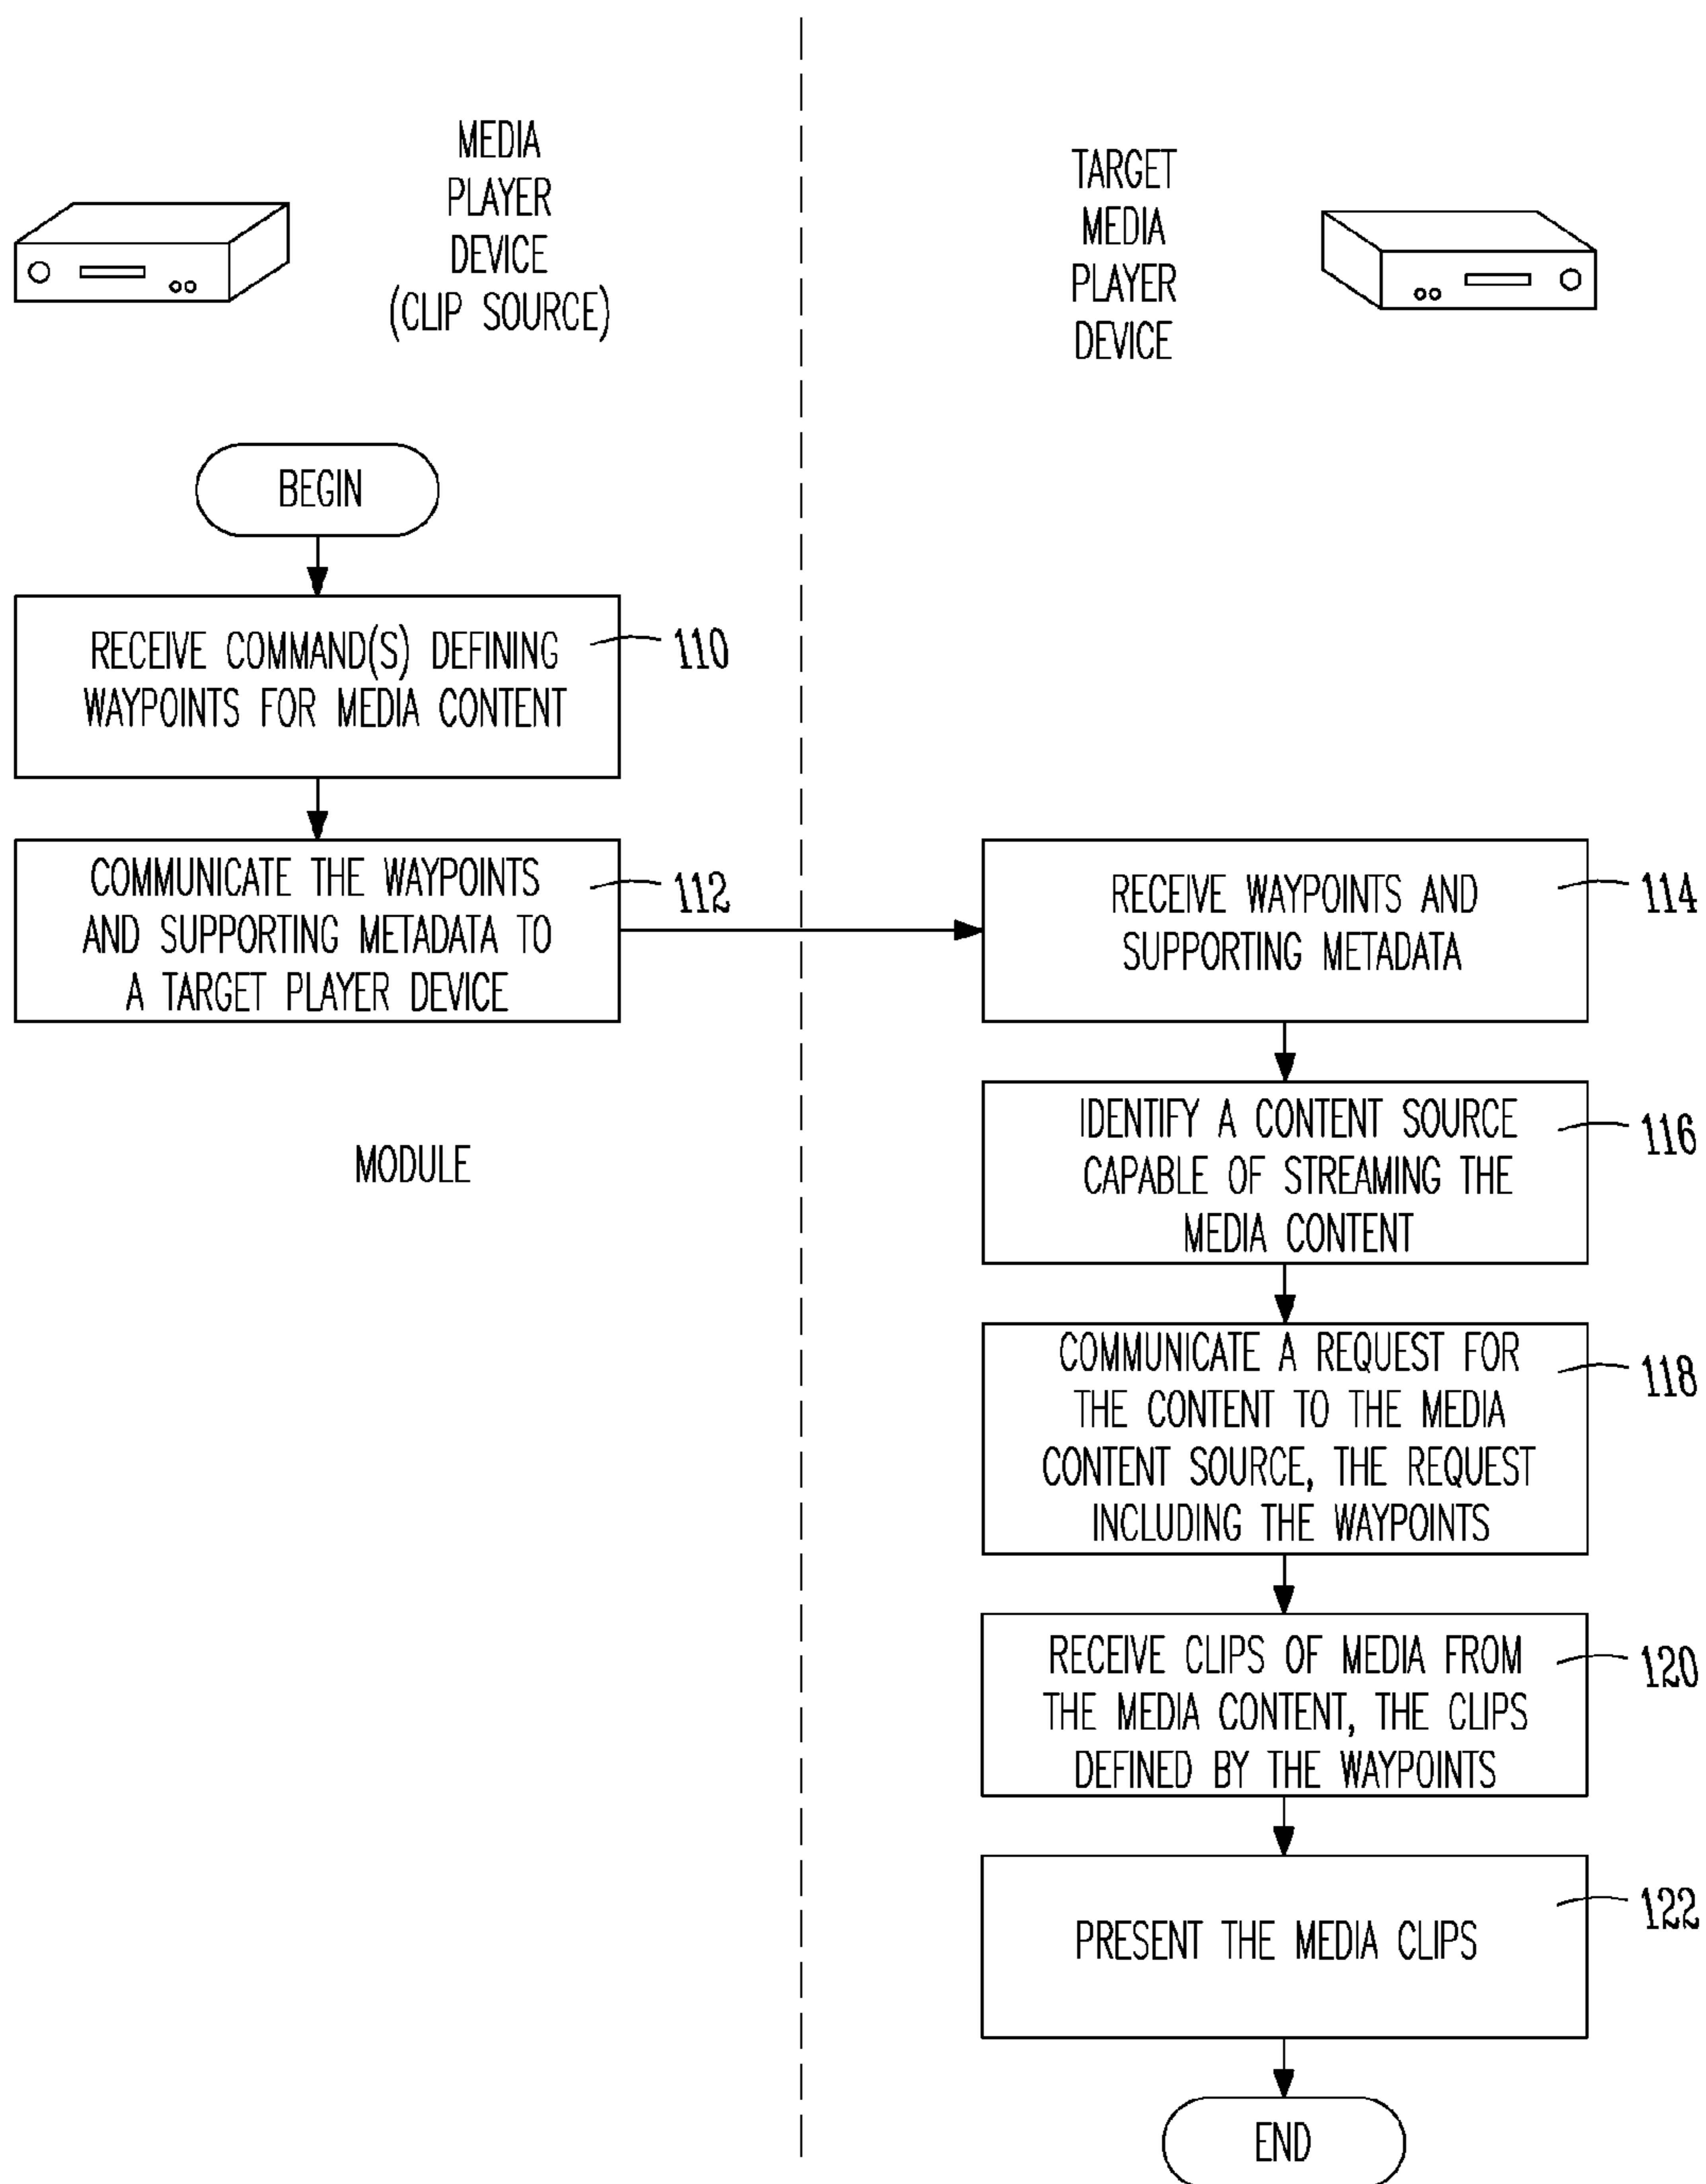 MEDIA
PLAYER
DEVICE
(CLIP SOURCE)
TARGET
MEDIA
PLAYER
DEVICE
BEGIN
RECEIVE COMMAND(S) DEFINING
WAYPOINTS FOR MEDIA CONTENT
110
COMMUNICATE THE WAYPOINTS
AND SUPPORTING METADATA TO
A TARGET PLAYER DEVICE
112
MODULE
RECEIVE WAYPOINTS AND
SUPPORTING METADATA
114
IDENTIFY A CONTENT SOURCE
CAPABLE OF STREAMING THE
MEDIA CONTENT
116
COMMUNICATE A REQUEST FOR
THE CONTENT TO THE MEDIA
CONTENT SOURCE, THE REQUEST
INCLUDING THE WAYPOINTS
118
RECEIVE CLIPS OF MEDIA FROM
THE MEDIA CONTENT, THE CLIPS
DEFINED BY THE WAYPOINTS
120
PRESENT THE MEDIA CLIPS
122
END